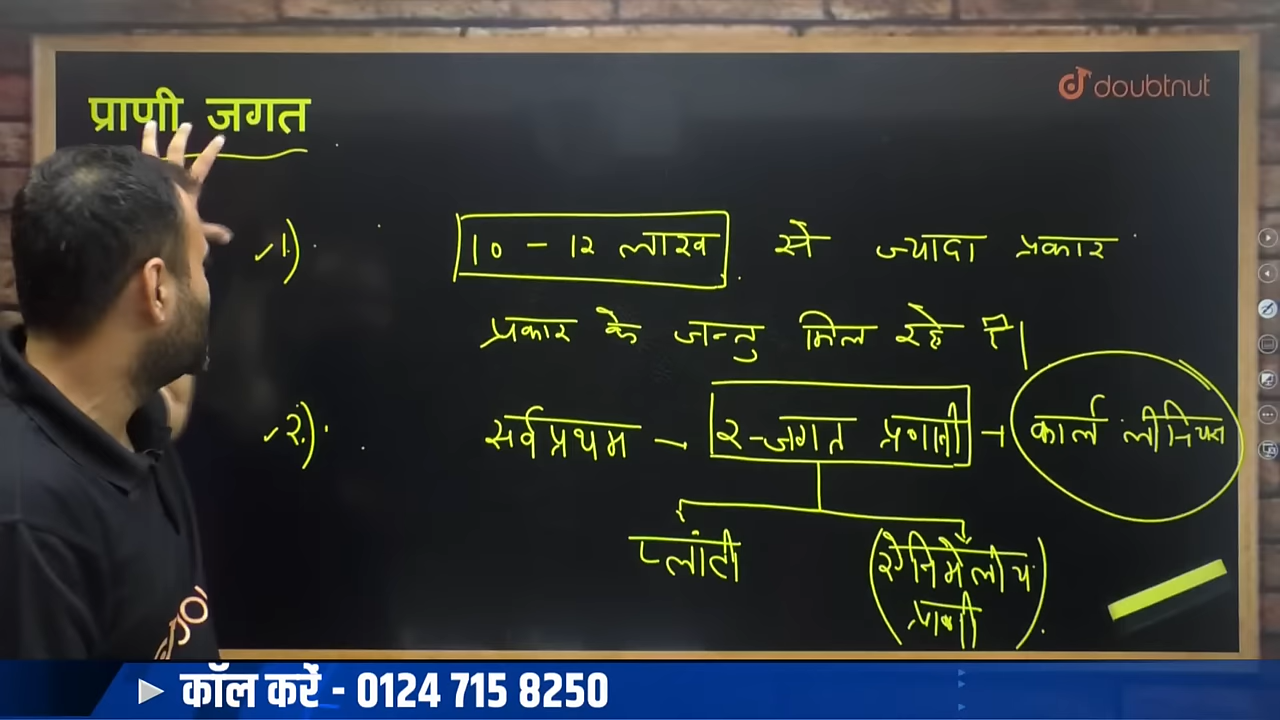 प्राणी जगत
doubtnut
1) 10 - 12 लाख से ज्यादा प्रकार
प्रकार के जन्तु मिल रहे है।
2) सर्वप्रथम → 2-जगत प्रणाली → कार्ल लीनियस
प्लांटी
ऐनिमेलीय
प्राणी
कॉल करें - 0124 715 8250